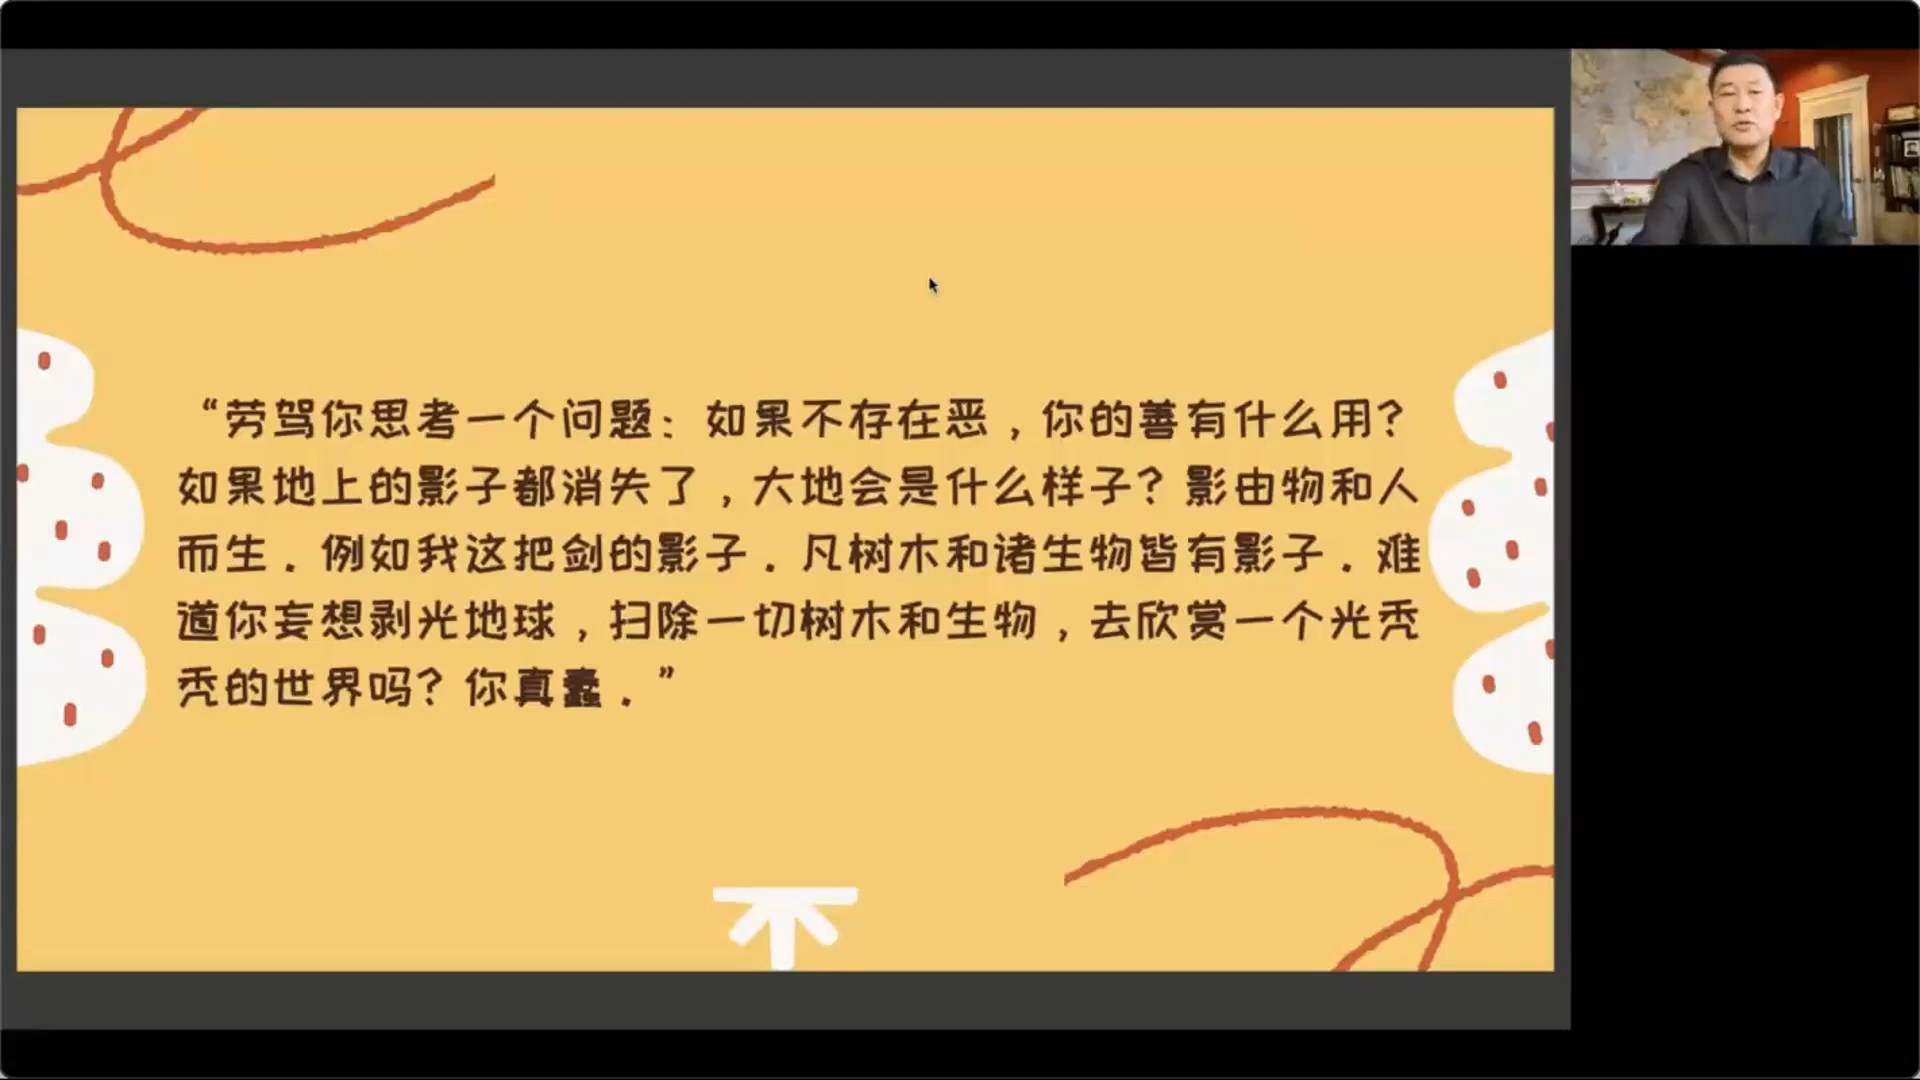 “劳驾你思考一个问题：如果不存在恶，你的善有什么用？
如果地上的影子都消失了，大地会是什么样子？影由物和人
而生．例如我这把剑的影子．凡树木和诸生物皆有影子．难
道你妄想剥光地球，扫除一切树木和生物，去欣赏一个光秃
秃的世界吗？你真蠢．”